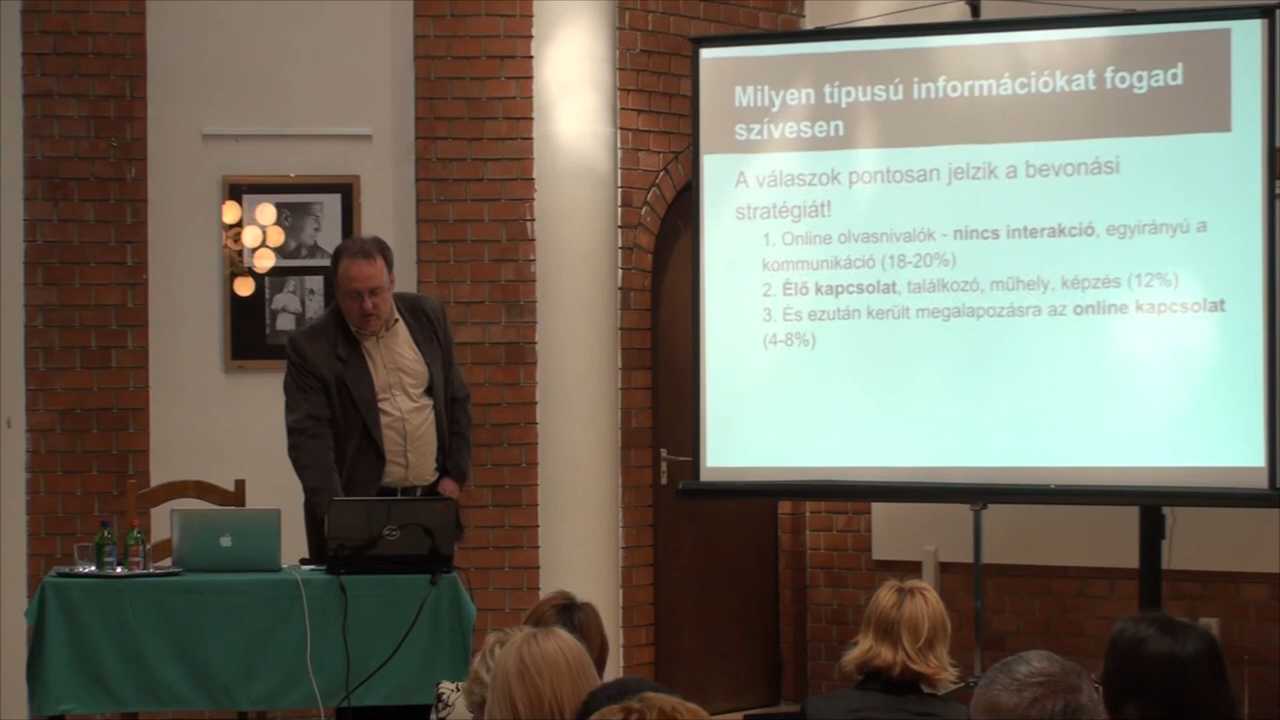 Milyen típusú információkat fogad
szívesen
A válaszok pontosan jelzik a bevonási
stratégiát!
1. Online olvasnivalók - nincs interakció, egyirányú a
kommunikáció (18-20%)
2. Élő kapcsolat, találkozó, műhely, képzés (12%)
3. És ezután került megalapozásra az online kapcsolat
(4-8%)